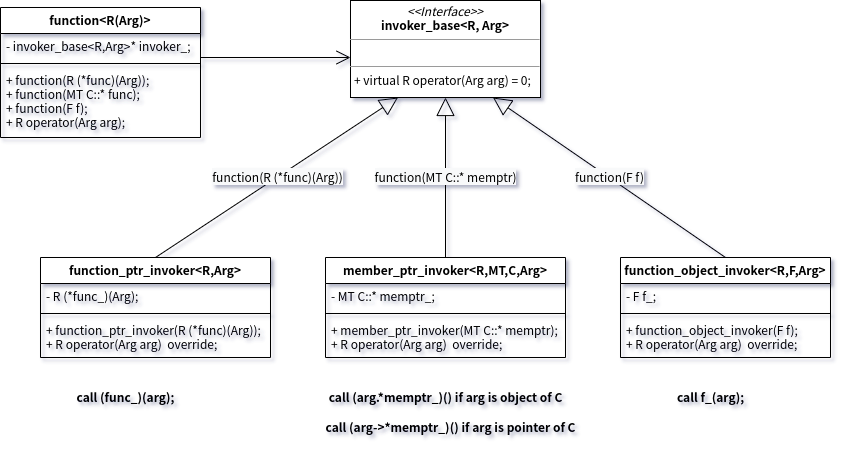 function<R(Arg)>
- invoker_base<R,Arg>* invoker_;
+ function(R (*func)(Arg));
+ function(MT C::* func);
+ function(F f);
+ R operator(Arg arg);
<<Interface>>
invoker_base<R, Arg>
+ virtual R operator(Arg arg) = 0;
function(R (*func)(Arg))
function(MT C::* memptr)
function(F f)
function_ptr_invoker<R,Arg>
- R (*func_)(Arg);
+ function_ptr_invoker(R (*func)(Arg));
+ R operator(Arg arg)  override;
member_ptr_invoker<R,MT,C,Arg>
- MT C::* memptr_;
+ member_ptr_invoker(MT C::* memptr);
+ R operator(Arg arg)  override;
function_object_invoker<R,F,Arg>
- F f_;
+ function_object_invoker(F f);
+ R operator(Arg arg)  override;
call (func_)(arg);
call (arg.*memptr_)() if arg is object of C
call (arg->*memptr_)() if arg is pointer of C
call f_(arg);